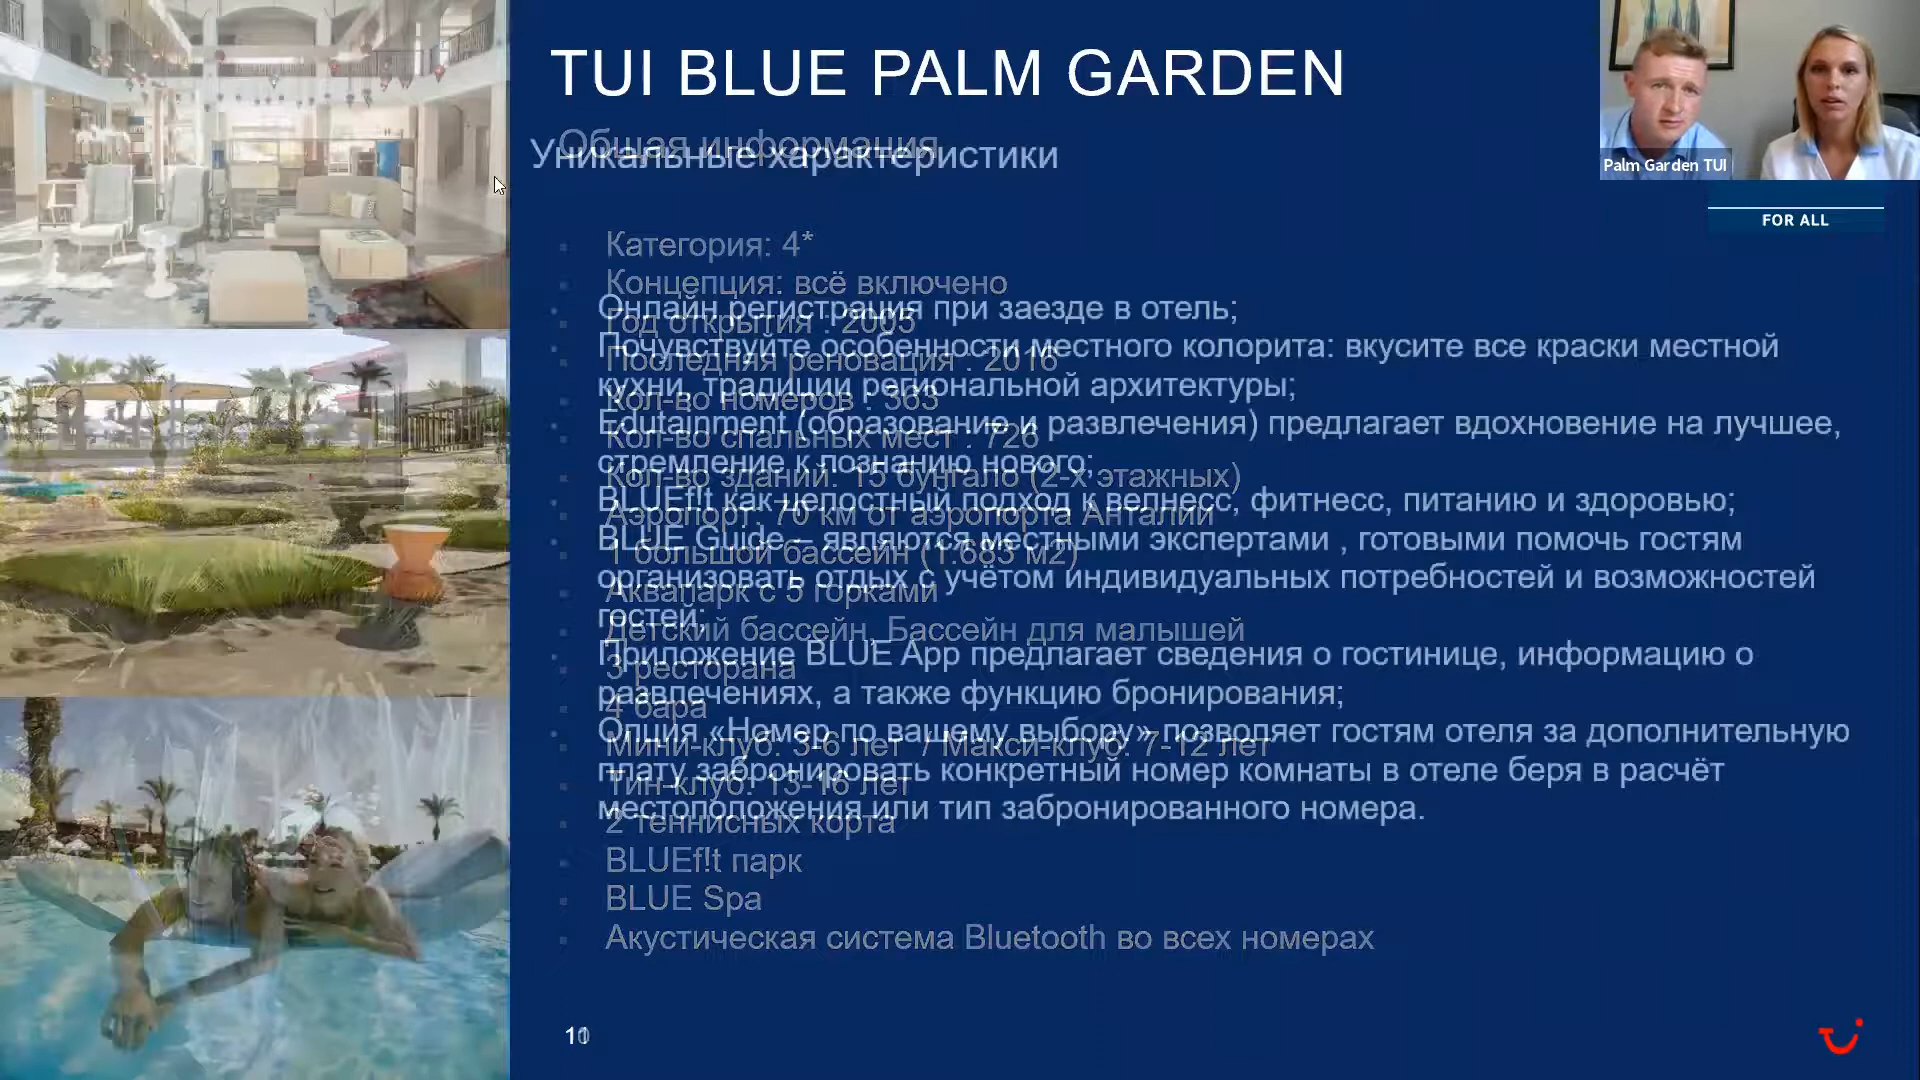 TUI BLUE PALM GARDEN
Общая информация
Уникальные характеристики
Palm Garden TUI
FOR ALL
Категория: 4*
Концепция: всё включено
Год открытия : 2005
Последняя реновация : 2016
Кол-во номеров : 363
Кол-во спальных мест : 726
Кол-во зданий: 15 бунгало (2-х этажных)
Аэропорт: 70 км от аэропорта Анталии
1 большой бассейн (1.683 м2)
Аквапарк с 5 горками
Детский бассейн, Бассейн для малышей
3 ресторана
4 бара
Мини-клуб: 3-6 лет / Макси-клуб: 7-12 лет
Тин-клуб: 13-16 лет
2 теннисных корта
BLUEf!t парк
BLUE Spa
Акустическая система Bluetooth во всех номерах
Онлайн регистрация при заезде в отель;
Почувствуйте особенности местного колорита: вкусите все краски местной
кухни, традиции региональной архитектуры;
Edutainment (образование и развлечения) предлагает вдохновение на лучшее,
стремление к познанию нового;
BLUEf!t как целостный подход к велнесс, фитнесс, питанию и здоровью;
BLUE Guide – являются местными экспертами , готовыми помочь гостям
организовать отдых с учётом индивидуальных потребностей и возможностей
гостей;
Приложение BLUE App предлагает сведения о гостинице, информацию о
развлечениях, а также функцию бронирования;
Опция «Номер по вашему выбору» позволяет гостям отеля за дополнительную
плату забронировать конкретный номер комнаты в отеле беря в расчёт
местоположения или тип забронированного номера.